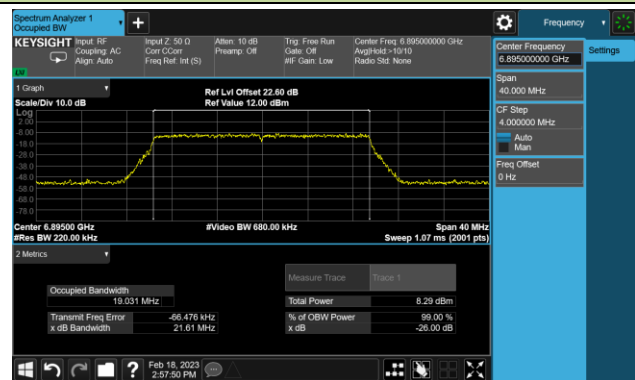 Spectrum Analyzer 1
Occupied BW
+
Frequency
KEYSIGHT
Input: RF
Coupling: AC
Align: Auto
Input Z: 50 Ω
Corr CCorr
Freq Ref: Int (S)
Atten: 10 dB
Preamp: Off
Trig: Free Run
Gate: Off
#IF Gain: Low
Center Freq: 6.895000000 GHz
Avg|Hold:>10/10
Radio Std: None
Center Frequency
6.895000000 GHz
Settings
Span
40.000 MHz
CF Step
4.000000 MHz
Auto
Man
Freq Offset
0 Hz
1 Graph
Scale/Div 10.0 dB
Ref Lvl Offset 22.60 dB
Ref Value 12.00 dBm
Log
2.00
-8.00
-18.0
-28.0
-38.0
-48.0
-58.0
-68.0
-78.0
Center 6.89500 GHz
#Res BW 220.00 kHz
#Video BW 680.00 kHz
Span 40 MHz
Sweep 1.07 ms (2001 pts)
2 Metrics
Measure Trace
Trace 1
Occupied Bandwidth
19.031 MHz
Total Power
8.29 dBm
Transmit Freq Error
-66.476 kHz
% of OBW Power
99.00 %
x dB Bandwidth
21.61 MHz
x dB
-26.00 dB
?
Feb 18, 2023
2:57:50 PM